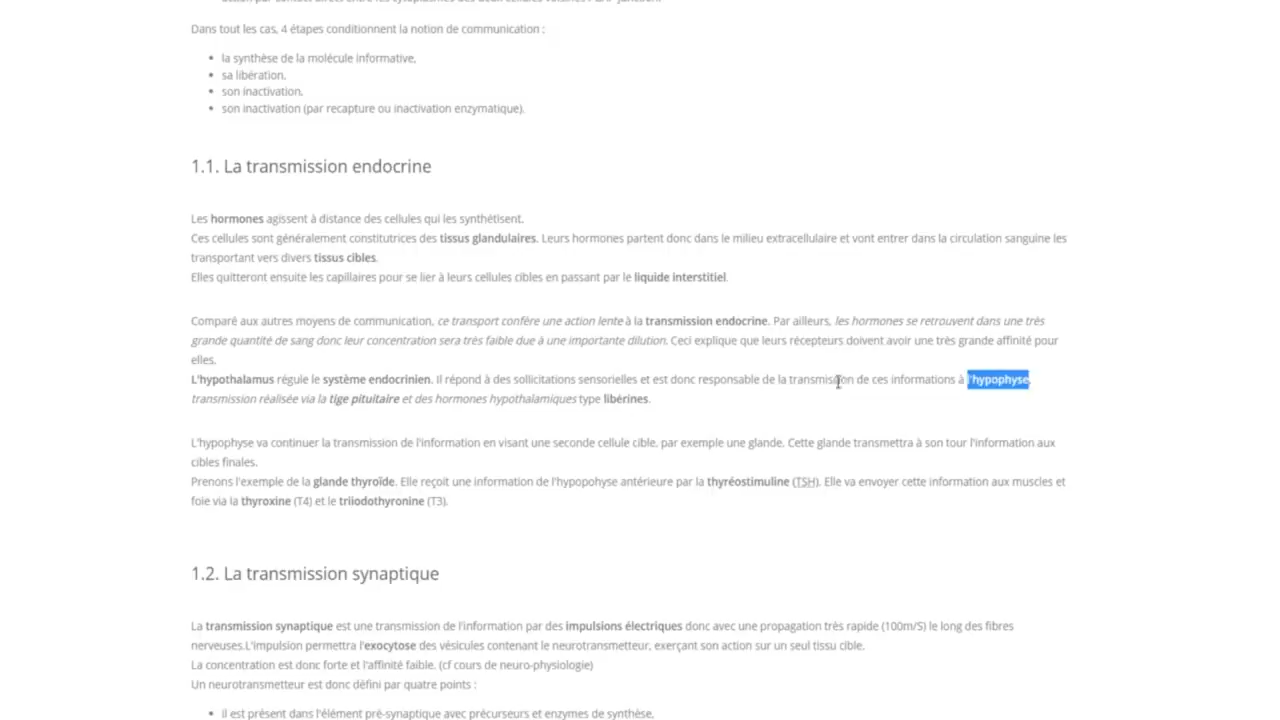 Dans tout les cas, 4 étapes conditionnent la notion de communication :
la synthèse de la molécule informative,
sa libération,
son inactivation,
son inactivation (par recapture ou inactivation enzymatique).
1.1. La transmission endocrine
Les hormones agissent à distance des cellules qui les synthétisent.
Ces cellules sont généralement constitutrices des tissus glandulaires. Leurs hormones partent donc dans le milieu extracellulaire et vont entrer dans la circulation sanguine les
transportant vers divers tissus cibles.
Elles quitteront ensuite les capillaires pour se lier à leurs cellules cibles en passant par le liquide interstitiel.
Comparé aux autres moyens de communication, ce transport confère une action lente à la transmission endocrine. Par ailleurs, les hormones se retrouvent dans une très
grande quantité de sang donc leur concentration sera très faible due à une importante dilution. Ceci explique que leurs récepteurs doivent avoir une très grande affinité pour
elles.
L'hypothalamus régule le système endocrinien. Il répond à des sollicitations sensorielles et est donc responsable de la transmission de ces informations à l'hypophyse,
transmission réalisée via la tige pituitaire et des hormones hypothalamiques type libérines.
L'hypophyse va continuer la transmission de l'information en visant une seconde cellule cible, par exemple une glande. Cette glande transmettra à son tour l'information aux
cibles finales.
Prenons l'exemple de la glande thyroïde. Elle reçoit une information de l'hypopohyse antérieure par la thyréostimuline (TSH). Elle va envoyer cette information aux muscles et
foie via la thyroxine (T4) et le triiodothyronine (T3).
1.2. La transmission synaptique
La transmission synaptique est une transmission de l'information par des impulsions électriques donc avec une propagation très rapide (100m/S) le long des fibres
nerveuses.L'impulsion permettra l'exocytose des vésicules contenant le neurotransmetteur, exerçant son action sur un seul tissu cible.
La concentration est donc forte et l'affinité faible. (cf cours de neuro-physiologie)
Un neurotransmetteur est donc défini par quatre points :
il est présent dans l'élément pré-synaptique avec précurseurs et enzymes de synthèse,